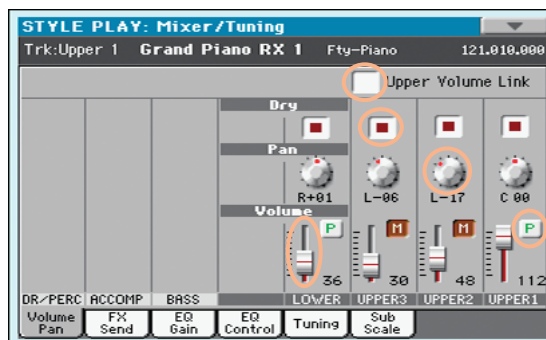 STYLE PLAY: Mixer/Tuning
Trk:Upper 1 Grand Piano RX 1 Fty-Piano 121.010.000
Upper Volume Link
Dry
Pan
R+01 L-06 L-17 C 00
Volume
P M M P
36 30 48 112
DR/PERC ACCOMP BASS LOWER UPPER3 UPPER2 UPPER1
Volume Pan FX Send EQ Gain EQ Control Tuning Sub Scale